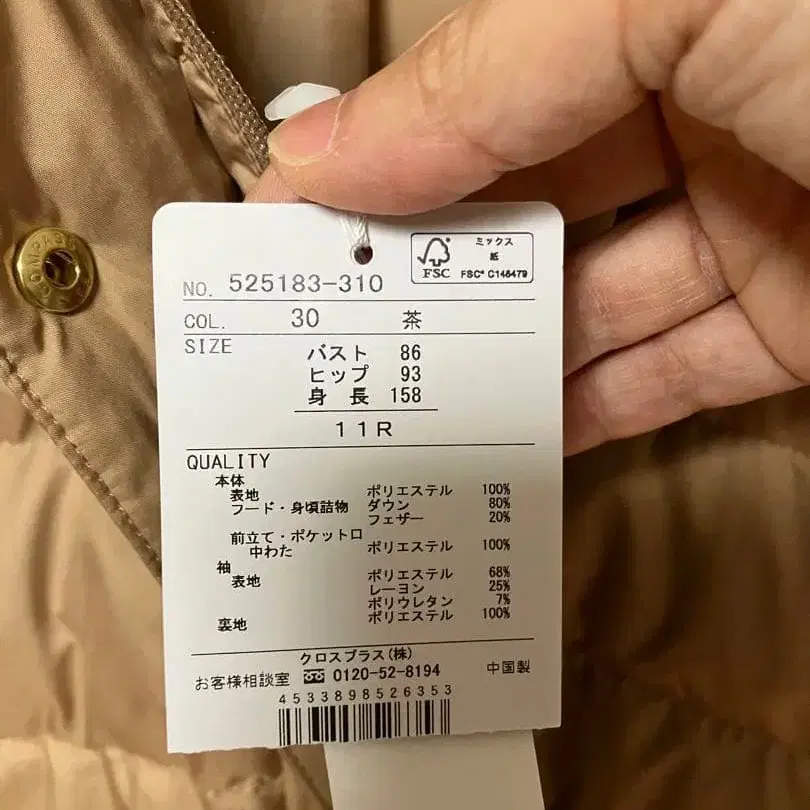 NO. 525183-310
ミックス
紙
FSC
FSC® C145479
COL. 30 茶
SIZE
バスト 86
ヒップ 93
身長 158
11R
QUALITY
本体
表地 ポリエステル 100%
フード・身頃詰物 ダウン 80%
フェザー 20%
前立て・ポケット口
中わた ポリエステル 100%
袖
表地 ポリエステル 68%
レーヨン 25%
ポリウレタン 7%
裏地 ポリエステル 100%
クロスプラス(株)
お客様相談室 0120-52-8194 中国製
4533898526353
COMPASS